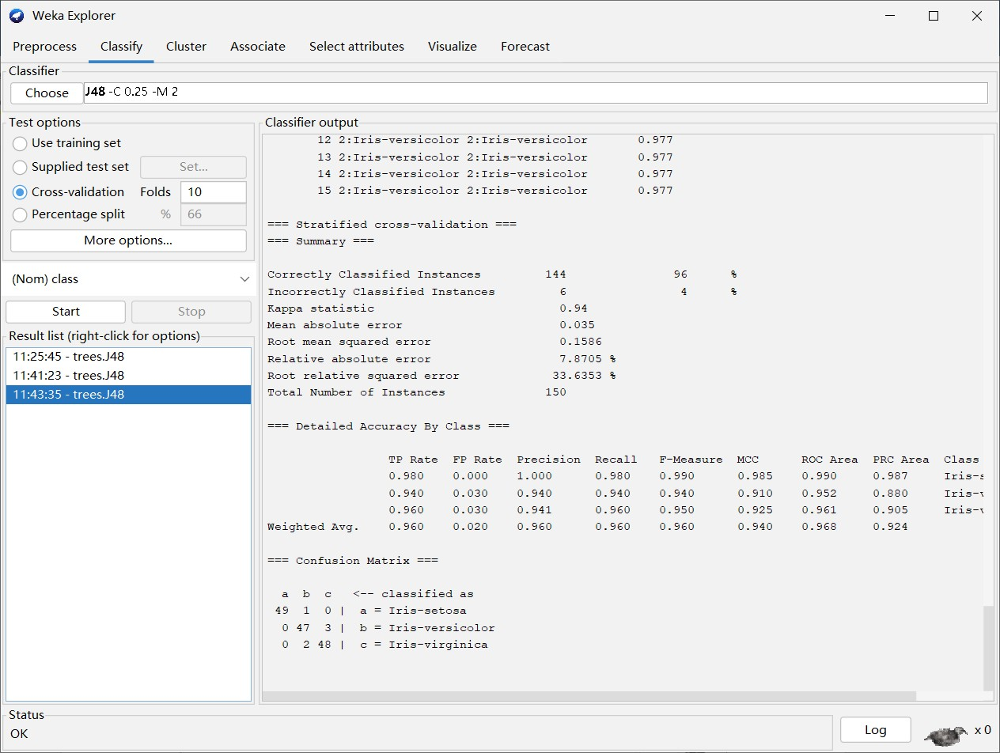 Weka Explorer
Preprocess Classify Cluster Associate Select attributes Visualize Forecast
Classifier
Choose J48 -C 0.25 -M 2
Test options
Use training set
Supplied test set Set...
Cross-validation Folds 10
Percentage split % 66
More options...
(Nom) class
Start Stop
Result list (right-click for options)
11:25:45 - trees.J48
11:41:23 - trees.J48
11:43:35 - trees.J48
Classifier output
12 2:Iris-versicolor 2:Iris-versicolor 0.977
13 2:Iris-versicolor 2:Iris-versicolor 0.977
14 2:Iris-versicolor 2:Iris-versicolor 0.977
15 2:Iris-versicolor 2:Iris-versicolor 0.977
=== Stratified cross-validation ===
=== Summary ===
Correctly Classified Instances 144 96 %
Incorrectly Classified Instances 6 4 %
Kappa statistic 0.94
Mean absolute error 0.035
Root mean squared error 0.1586
Relative absolute error 7.8705 %
Root relative squared error 33.6353 %
Total Number of Instances 150
=== Detailed Accuracy By Class ===
TP Rate FP Rate Precision Recall F-Measure MCC ROC Area PRC Area Class
0.980 0.000 1.000 0.980 0.990 0.985 0.990 0.987 Iris-s
0.940 0.030 0.940 0.940 0.940 0.910 0.952 0.880 Iris-v
0.960 0.030 0.941 0.960 0.950 0.925 0.961 0.905 Iris-v
Weighted Avg. 0.960 0.020 0.960 0.960 0.960 0.940 0.968 0.924
=== Confusion Matrix ===
a b c <-- classified as
49 1 0 | a = Iris-setosa
0 47 3 | b = Iris-versicolor
0 2 48 | c = Iris-virginica
Status
OK
Log x 0